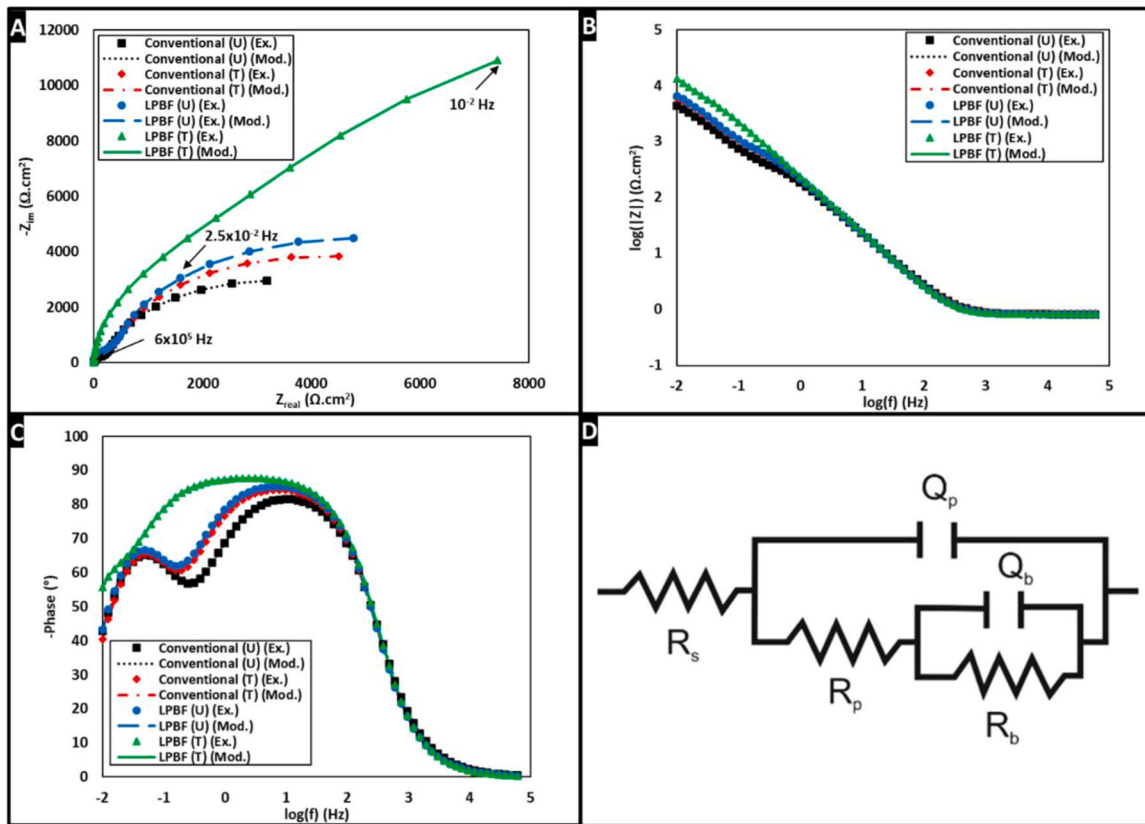 A
12000
10000
8000
6000
4000
2000
0
-Z_im (Ω.cm²)
Conventional (U) (Ex.)
Conventional (U) (Mod.)
Conventional (T) (Ex.)
Conventional (T) (Mod.)
LPBF (U) (Ex.)
LPBF (U) (Ex.) (Mod.)
LPBF (T) (Ex.)
LPBF (T) (Mod.)
10⁻² Hz
2.5x10⁻² Hz
6x10⁵ Hz
0 2000 4000 6000 8000
Z_real (Ω.cm²)
B
5
4
3
2
1
0
-1
log(|Z|) (Ω.cm²)
Conventional (U) (Ex.)
Conventional (U) (Mod.)
Conventional (T) (Ex.)
Conventional (T) (Mod.)
LPBF (U) (Ex.)
LPBF (U) (Mod.)
LPBF (T) (Ex.)
LPBF (T) (Mod.)
-2 -1 0 1 2 3 4 5
log(f) (Hz)
C
100
90
80
70
60
50
40
30
20
10
0
-Phase (°)
Conventional (U) (Ex.)
Conventional (U) (Mod.)
Conventional (T) (Ex.)
Conventional (T) (Mod.)
LPBF (U) (Ex.)
LPBF (U) (Mod.)
LPBF (T) (Ex.)
LPBF (T) (Mod.)
-2 -1 0 1 2 3 4 5
log(f) (Hz)
D
Q_p
Q_b
R_s
R_p
R_b